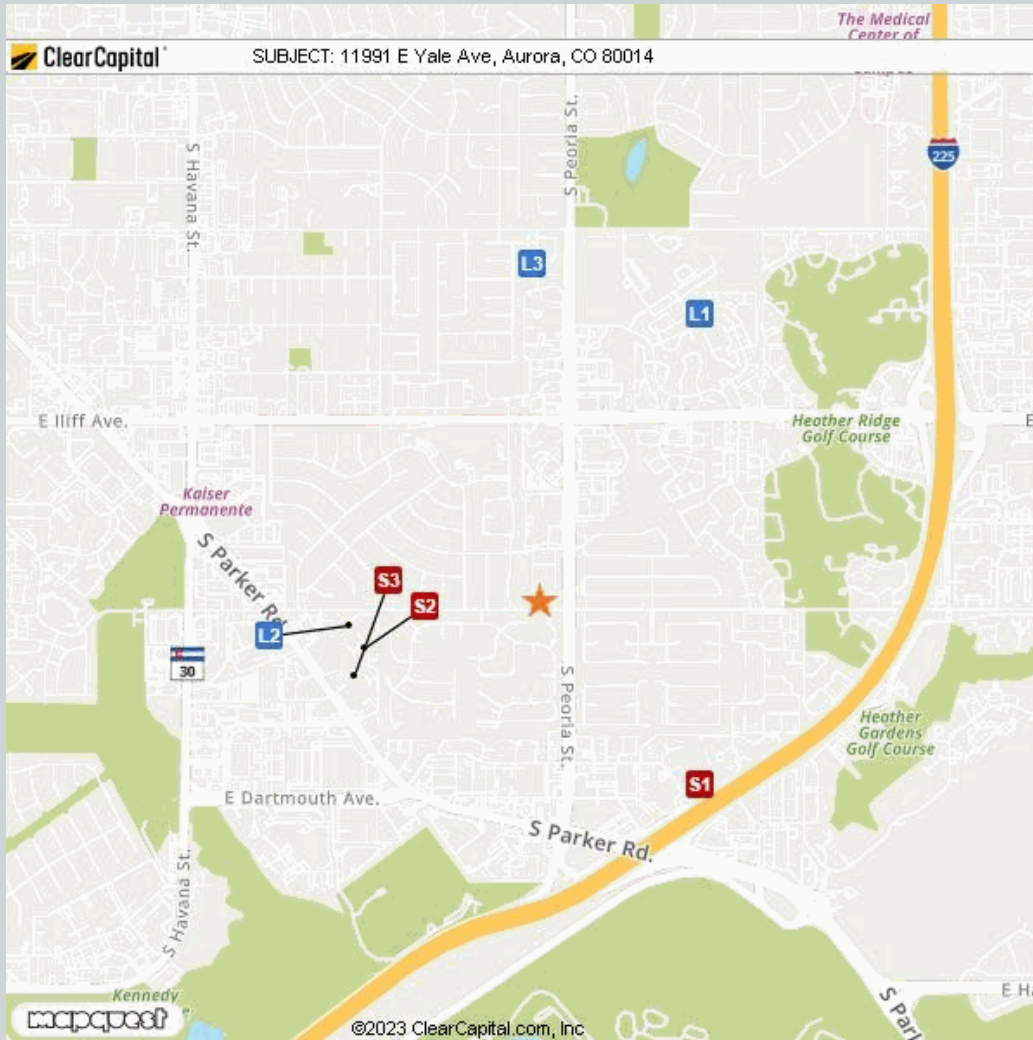 The Medical
Center of
ClearCapital
SUBJECT: 11991 E Yale Ave, Aurora, CO 80014
S Peoria St.
S Havana St.
225
L3
L1
E Iliff Ave.
Heather Ridge
Golf Course
Kaiser
Permanente
S Parker Rd.
S3
S2
L2
30
S Peoria St.
Heather
Gardens
Golf Course
S1
E Dartmouth Ave.
S Parker Rd.
S Havana St.
Kennedy
mapquest
©2023 ClearCapital.com, Inc